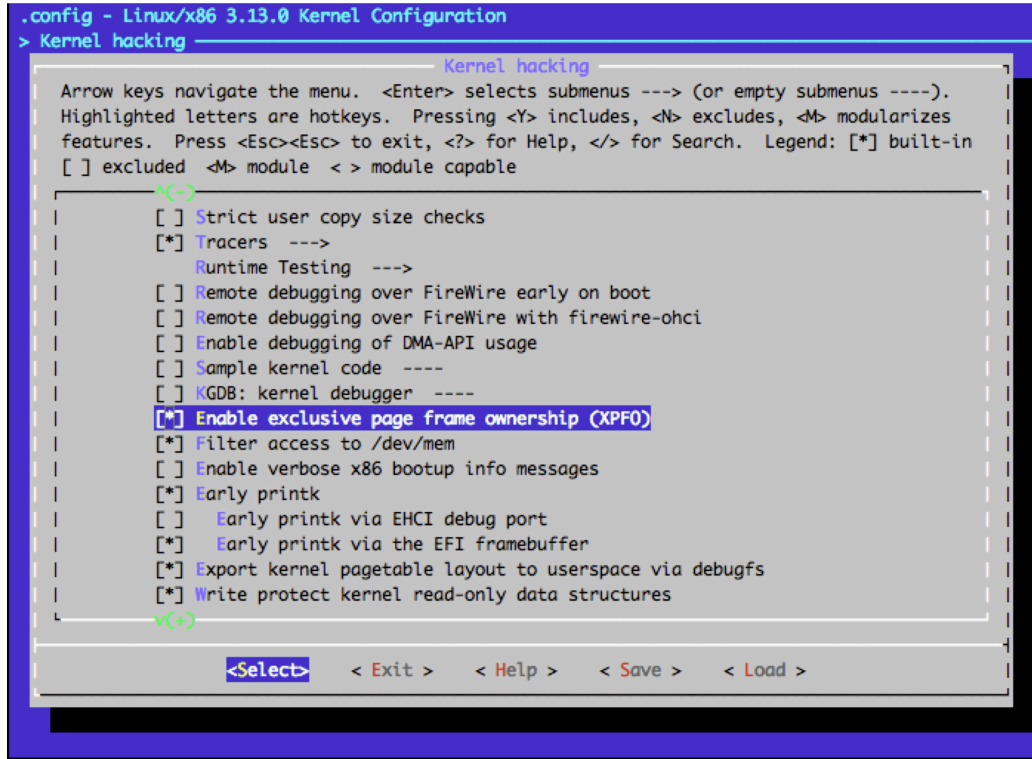 .config - Linux/x86 3.13.0 Kernel Configuration
> Kernel hacking
Kernel hacking
Arrow keys navigate the menu.  <Enter> selects submenus ---> (or empty submenus ----).
Highlighted letters are hotkeys.  Pressing <Y> includes, <N> excludes, <M> modularizes
features.  Press <Esc><Esc> to exit, <?> for Help, </> for Search.  Legend: [*] built-in
[ ] excluded  <M> module  < > module capable
^(-)
[ ] Strict user copy size checks
[*] Tracers  --->
Runtime Testing  --->
[ ] Remote debugging over FireWire early on boot
[ ] Remote debugging over FireWire with firewire-ohci
[ ] Enable debugging of DMA-API usage
[ ] Sample kernel code  ----
[ ] KGDB: kernel debugger  ----
[*] Enable exclusive page frame ownership (XPFO)
[*] Filter access to /dev/mem
[ ] Enable verbose x86 bootup info messages
[*] Early printk
[ ]   Early printk via EHCI debug port
[*]   Early printk via the EFI framebuffer
[*] Export kernel pagetable layout to userspace via debugfs
[*] Write protect kernel read-only data structures
v(+)
<Select>    < Exit >    < Help >    < Save >    < Load >